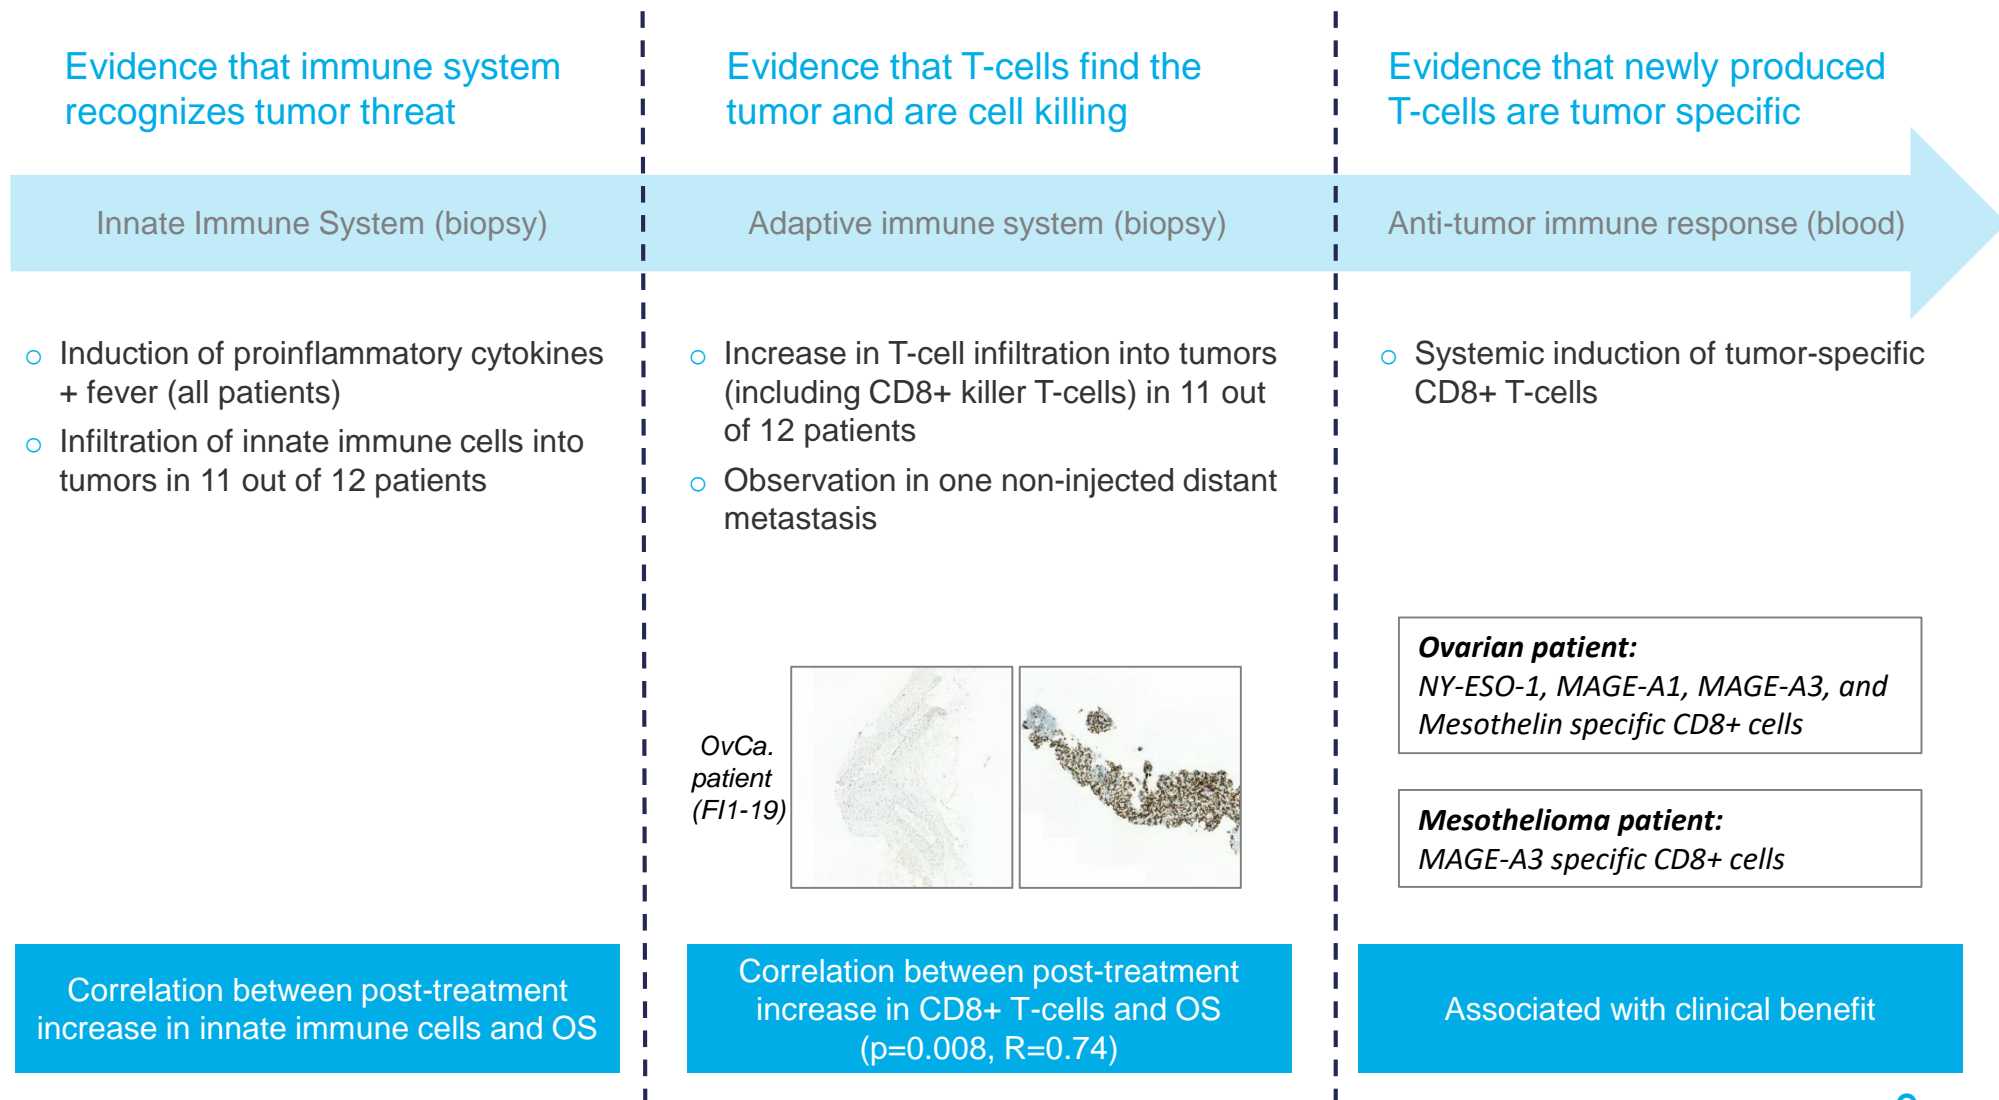 Evidence that immune system
recognizes tumor threat
Evidence that T-cells find the
tumor and are cell killing
Evidence that newly produced
T-cells are tumor specific
Innate Immune System (biopsy)
Adaptive immune system (biopsy)
Anti-tumor immune response (blood)
○ Induction of proinflammatory cytokines
+ fever (all patients)
○ Infiltration of innate immune cells into
tumors in 11 out of 12 patients
○ Increase in T-cell infiltration into tumors
(including CD8+ killer T-cells) in 11 out
of 12 patients
○ Observation in one non-injected distant
metastasis
○ Systemic induction of tumor-specific
CD8+ T-cells
OvCa.
patient
(FI1-19)
Ovarian patient:
NY-ESO-1, MAGE-A1, MAGE-A3, and
Mesothelin specific CD8+ cells
Mesothelioma patient:
MAGE-A3 specific CD8+ cells
Correlation between post-treatment
increase in innate immune cells and OS
Correlation between post-treatment
increase in CD8+ T-cells and OS
(p=0.008, R=0.74)
Associated with clinical benefit